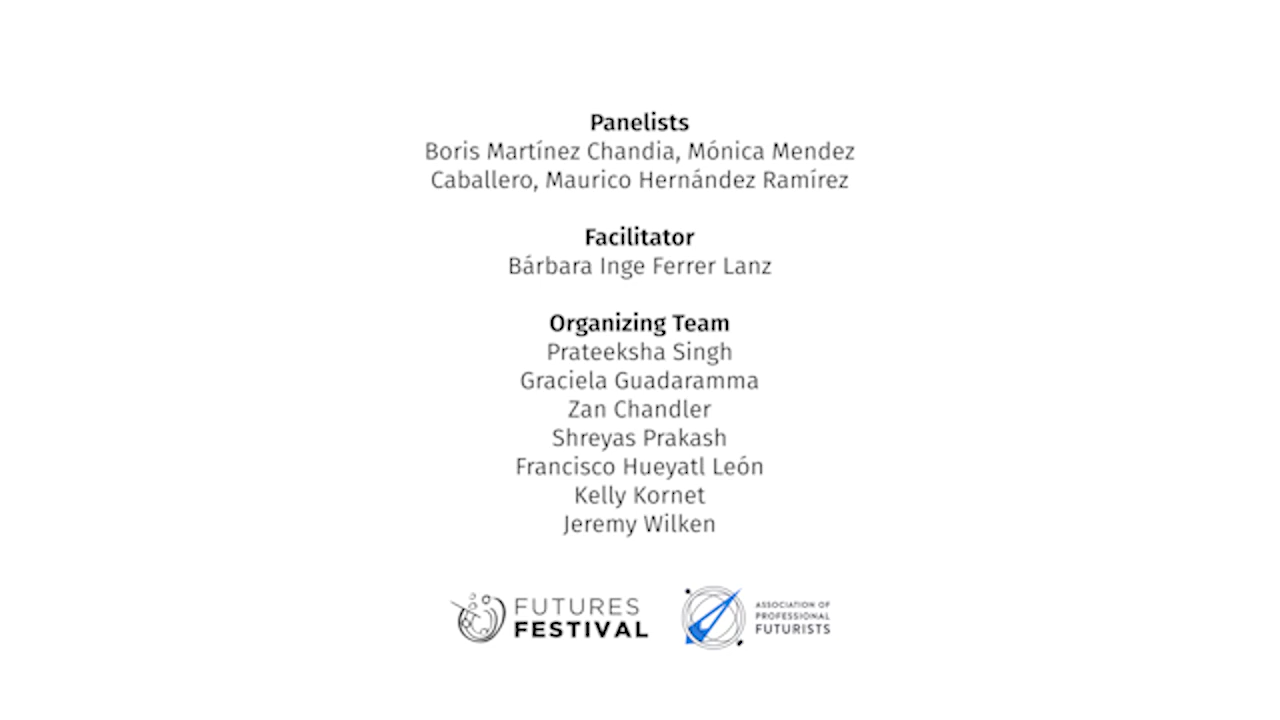 Panelists
Boris Martínez Chandia, Mónica Mendez
Caballero, Maurico Hernández Ramírez
Facilitator
Bárbara Inge Ferrer Lanz
Organizing Team
Prateeksha Singh
Graciela Guadaramma
Zan Chandler
Shreyas Prakash
Francisco Hueyatl León
Kelly Kornet
Jeremy Wilken
FUTURES
FESTIVAL
ASSOCIATION OF
PROFESSIONAL
FUTURISTS